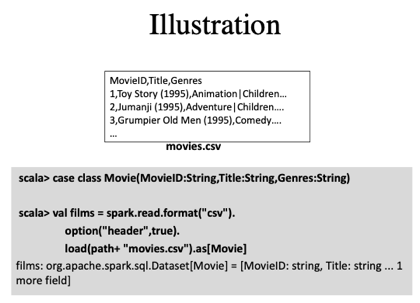 Illustration
MovieID,Title,Genres
1,Toy Story (1995),Animation|Children...
2,Jumanji (1995),Adventure|Children....
3,Grumpier Old Men (1995),Comedy....
...
movies.csv
scala> case class Movie(MovieID:String,Title:String,Genres:String)
scala> val films = spark.read.format("csv").
option("header",true).
load(path+ "movies.csv").as[Movie]
films: org.apache.spark.sql.Dataset[Movie] = [MovieID: string, Title: string ... 1
more field]